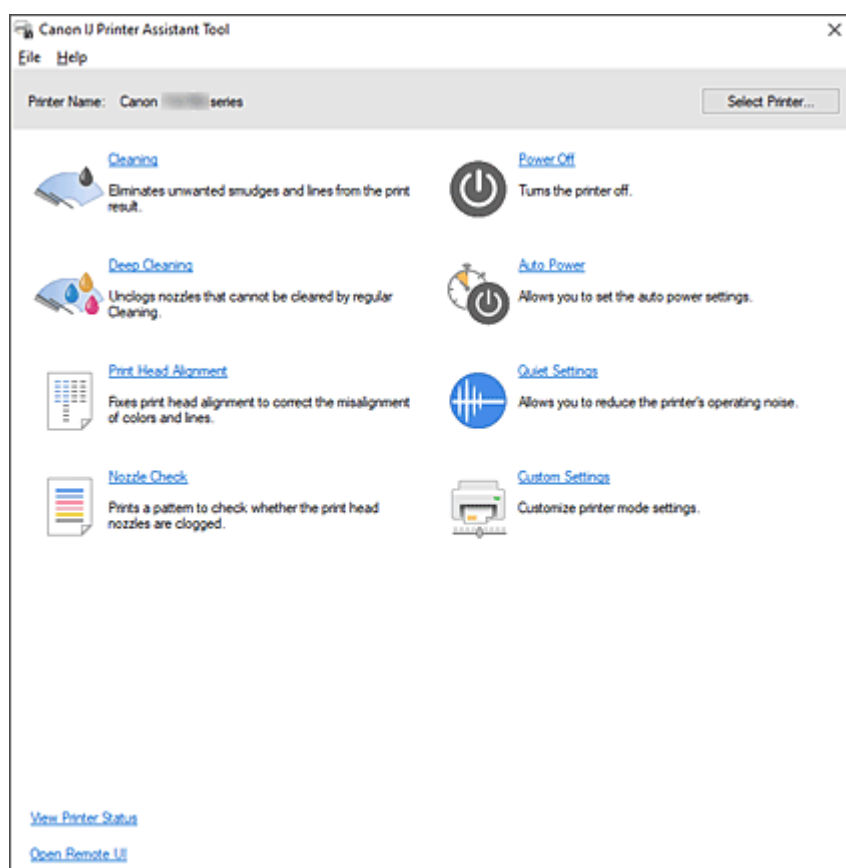 Canon IJ Printer Assistant Tool
File Help
Printer Name: Canon series
Select Printer...
Cleaning
Eliminates unwanted smudges and lines from the print
result.
Power Off
Turns the printer off.
Deep Cleaning
Unclogs nozzles that cannot be cleared by regular
Cleaning.
Auto Power
Allows you to set the auto power settings.
Print Head Alignment
Fixes print head alignment to correct the misalignment
of colors and lines.
Quiet Settings
Allows you to reduce the printer's operating noise.
Nozzle Check
Prints a pattern to check whether the print head
nozzles are clogged.
Custom Settings
Customize printer mode settings.
View Printer Status
Open Remote UI